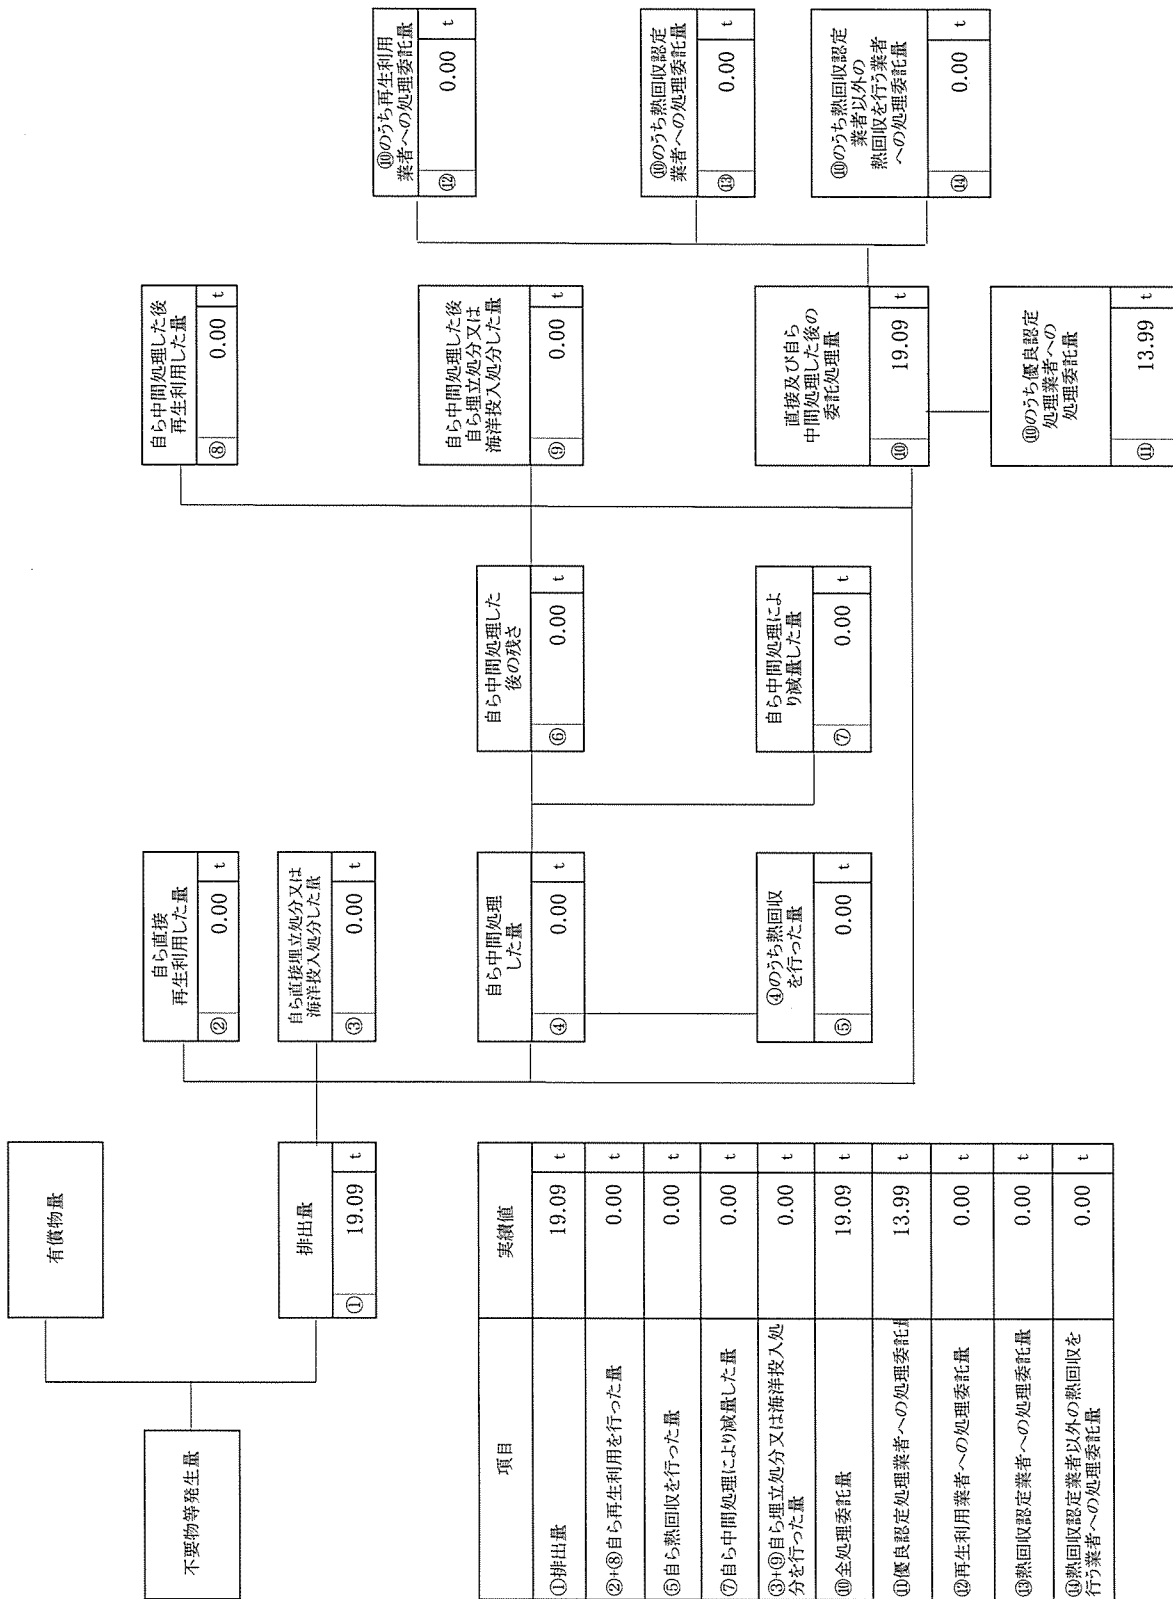 不要物等発生量
有償物量
排出量
① 19.09 t
自ら直接
再生利用した量
② 0.00 t
自ら直接埋立処分又は
海洋投入処分した量
③ 0.00 t
自ら中間処理
した量
④ 0.00 t
④のうち熱回収
を行った量
⑤ 0.00 t
自ら中間処理した
後の残さ
⑥ 0.00 t
自ら中間処理によ
り減量した量
⑦ 0.00 t
自ら中間処理した後
再生利用した量
⑧ 0.00 t
自ら中間処理した後
自ら埋立処分又は
海洋投入処分した量
⑨ 0.00 t
直接及び自ら
中間処理した後の
委託処理量
⑩ 19.09 t
⑩のうち優良認定
処理業者への
処理委託量
⑪ 13.99 t
⑩のうち再生利用
業者への処理委託量
⑫ 0.00 t
⑩のうち熱回収認定
業者への処理委託量
⑬ 0.00 t
⑩のうち熱回収認定
業者以外の
熱回収を行う業者
への処理委託量
⑭ 0.00 t
項目 実績値
①排出量 19.09 t
②+⑧自ら再生利用を行った量 0.00 t
⑤自ら熱回収を行った量 0.00 t
⑦自ら中間処理により減量した量 0.00 t
③+⑨自ら埋立処分又は海洋投入処
分を行った量 0.00 t
⑩全処理委託量 19.09 t
⑪優良認定処理業者への処理委託量 13.99 t
⑫再生利用業者への処理委託量 0.00 t
⑬熱回収認定業者への処理委託量 0.00 t
⑭熱回収認定業者以外の熱回収を
行う業者への処理委託量 0.00 t